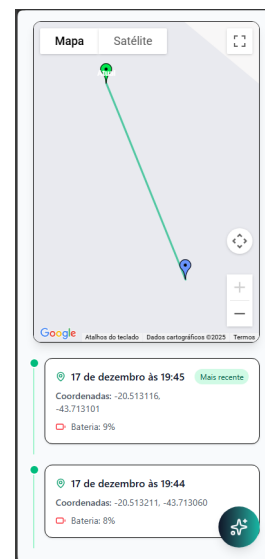 Mapa Satélite
Google Atalhos do teclado Dados cartográficos ©2025 Termos
17 de dezembro às 19:45 Mais recente
Coordenadas: -20.513116,
-43.713101
Bateria: 9%
17 de dezembro às 19:44
Coordenadas: -20.513211, -43.713060
Bateria: 8%